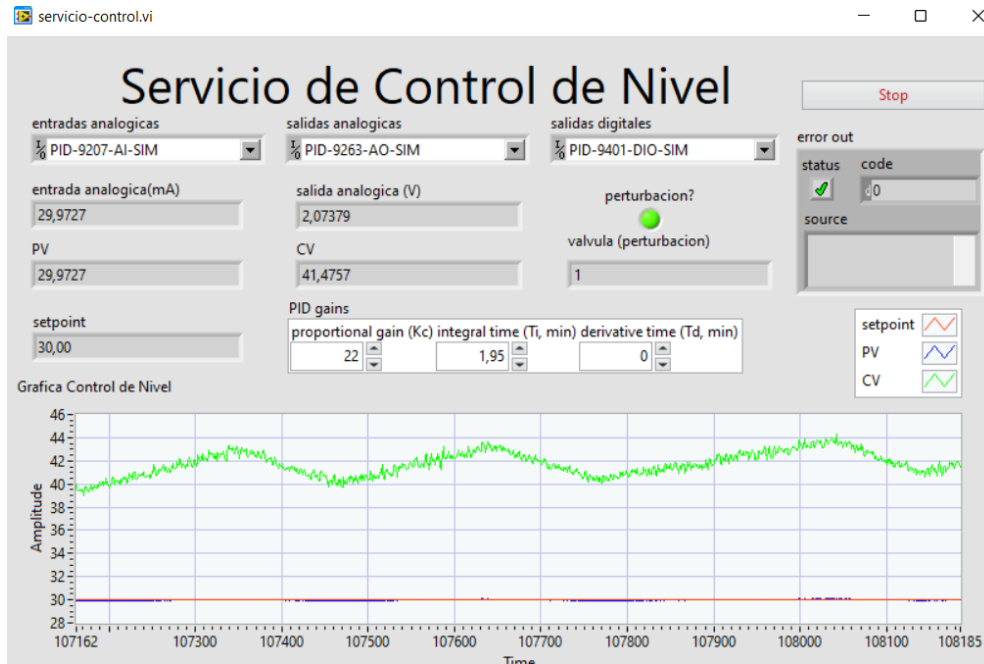 servicio-control.vi
Servicio de Control de Nivel
Stop
entradas analogicas
salidas analogicas
salidas digitales
error out
PID-9207-AI-SIM
PID-9263-AO-SIM
PID-9401-DIO-SIM
status
code
d0
entrada analogica(mA)
salida analogica (V)
perturbacion?
29,9727
2,07379
source
PV
CV
valvula (perturbacion)
29,9727
41,4757
1
PID gains
setpoint
proportional gain (Kc) integral time (Ti, min) derivative time (Td, min)
30,00
22
1,95
0
setpoint
PV
CV
Grafica Control de Nivel
46
44
42
40
38
36
34
32
30
28
Amplitude
107162
107300
107400
107500
107600
107700
107800
107900
108000
108100
108185
Time